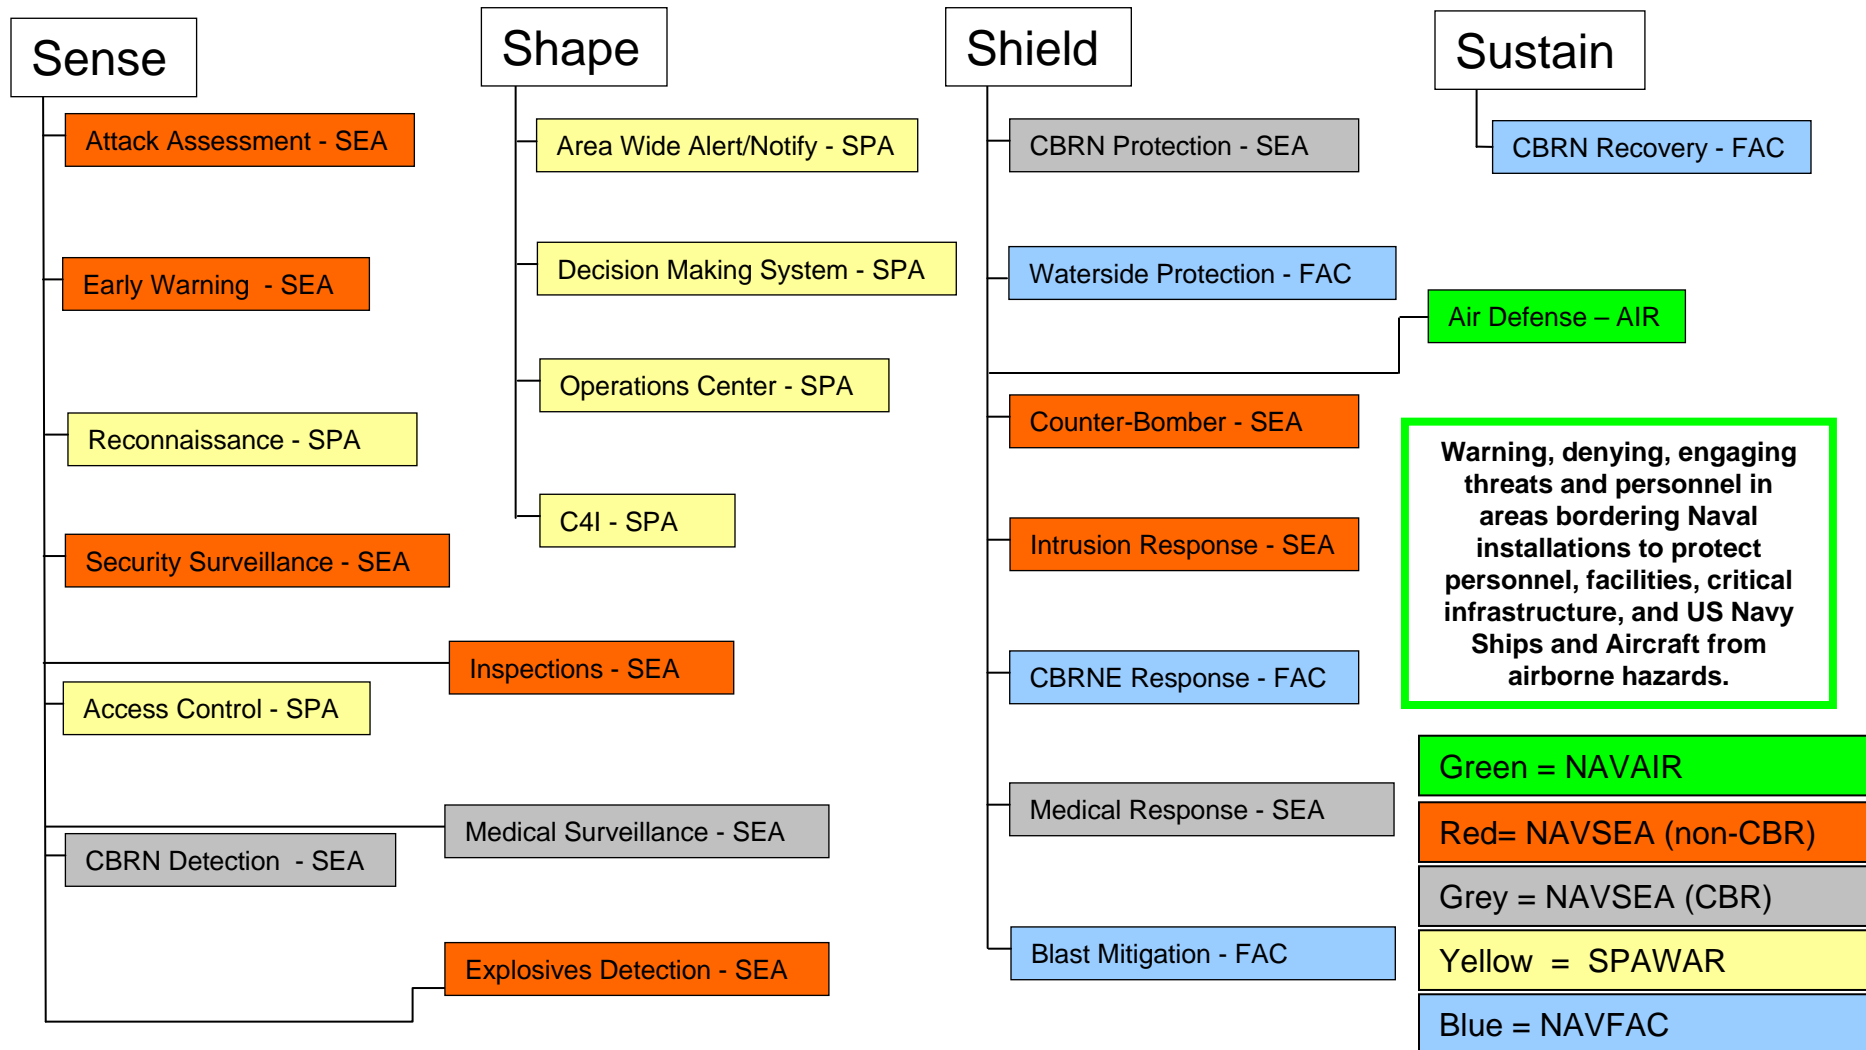 Sense
Attack Assessment - SEA
Early Warning  - SEA
Reconnaissance - SPA
Security Surveillance - SEA
Inspections - SEA
Access Control - SPA
Medical Surveillance - SEA
CBRN Detection  - SEA
Explosives Detection - SEA
Shape
Area Wide Alert/Notify - SPA
Decision Making System - SPA
Operations Center - SPA
C4I - SPA
Shield
CBRN Protection - SEA
Waterside Protection - FAC
Air Defense – AIR
Counter-Bomber - SEA
Intrusion Response - SEA
CBRNE Response - FAC
Medical Response - SEA
Blast Mitigation - FAC
Sustain
CBRN Recovery - FAC
Warning, denying, engaging
threats and personnel in
areas bordering Naval
installations to protect
personnel, facilities, critical
infrastructure, and US Navy
Ships and Aircraft from
airborne hazards.
Green = NAVAIR
Red= NAVSEA (non-CBR)
Grey = NAVSEA (CBR)
Yellow  =  SPAWAR
Blue = NAVFAC